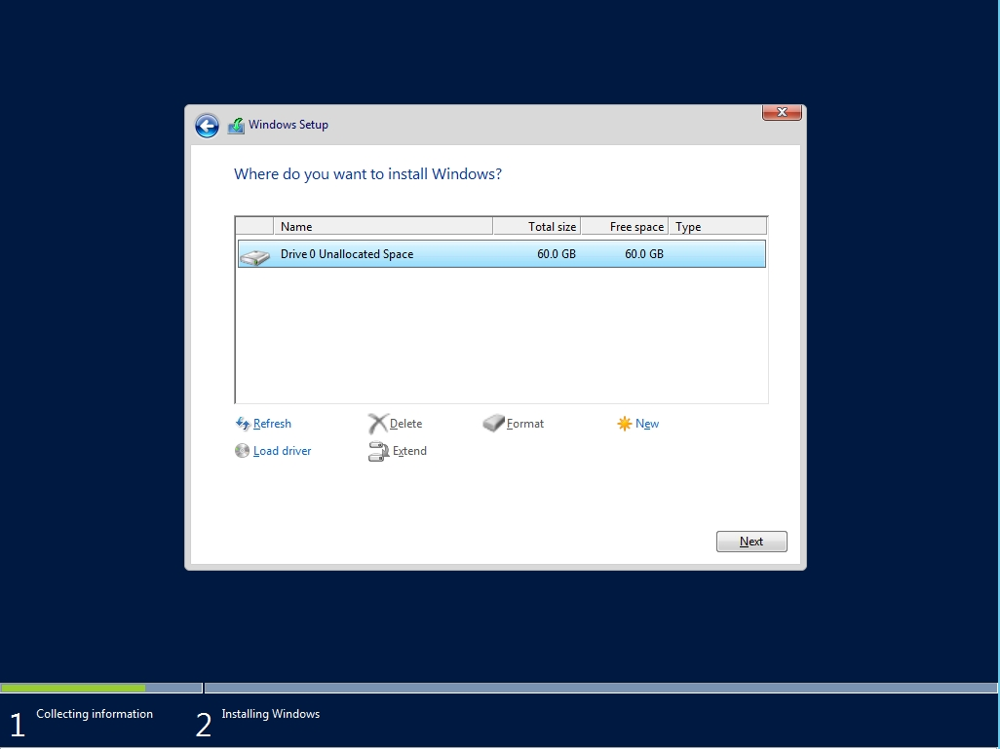 Windows Setup
Where do you want to install Windows?
Name Total size Free space Type
Drive 0 Unallocated Space 60.0 GB 60.0 GB
Refresh Delete Format New
Load driver Extend
Next
1 Collecting information 2 Installing Windows